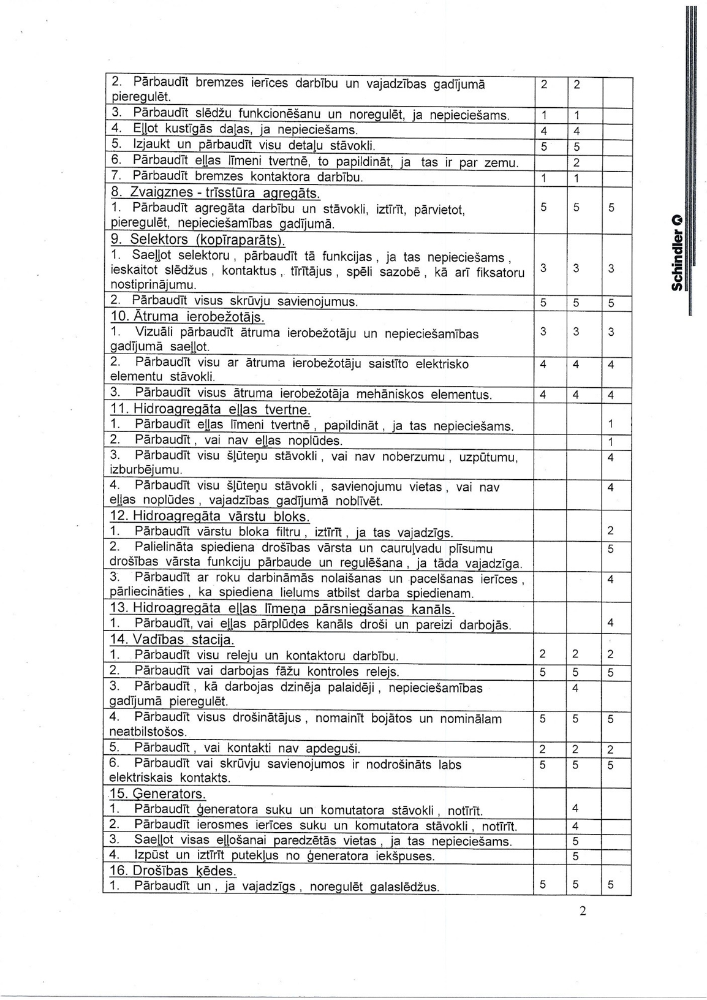 2. Pārbaudīt bremzes ierīces darbību un vajadzības gadījumā 2 2
pieregulēt.
3. Pārbaudīt slēdžu funkcionēšanu un noregulēt, ja nepieciešams. 1 1
4. Eļļot kustīgās daļas, ja nepieciešams. 4 4
5. Izjaukt un pārbaudīt visu detaļu stāvokli. 5 5
6. Pārbaudīt eļļas līmeni tvertnē, to papildināt, ja tas ir par zemu. 2
7. Pārbaudīt bremzes kontaktora darbību. 1 1
8. Zvaigznes - trīsstūra agregāts.
1. Pārbaudīt agregāta darbību un stāvokli, iztīrīt, pārvietot, 5 5 5
pieregulēt, nepieciešamības gadījumā.
9. Selektors (kopīraparāts).
1. Saeļļot selektoru , pārbaudīt tā funkcijas , ja tas nepieciešams ,
ieskaitot slēdžus , kontaktus , tīrītājus , spēli sazobē , kā arī fiksatoru 3 3 3
nostiprinājumu.
2. Pārbaudīt visus skrūvju savienojumus. 5 5 5
10. Ātruma ierobežotājs.
1. Vizuāli pārbaudīt ātruma ierobežotāju un nepieciešamības 3 3 3
gadījumā saeļļot.
2. Pārbaudīt visu ar ātruma ierobežotāju saistīto elektrisko 4 4 4
elementu stāvokli.
3. Pārbaudīt visus ātruma ierobežotāja mehāniskos elementus. 4 4 4
11. Hidroagregāta eļļas tvertne.
1. Pārbaudīt eļļas līmeni tvertnē , papildināt , ja tas nepieciešams. 1
2. Pārbaudīt , vai nav eļļas noplūdes. 1
3. Pārbaudīt visu šļūteņu stāvokli , vai nav noberzumu , uzpūtumu, 4
izburbējumu.
4. Pārbaudīt visu šļūteņu stāvokli , savienojumu vietas , vai nav 4
eļļas noplūdes , vajadzības gadījumā noblīvēt.
12. Hidroagregāta vārstu bloks.
1. Pārbaudīt vārstu bloka filtru , iztīrīt , ja tas vajadzīgs. 2
2. Palielināta spiediena drošības vārsta un cauruļvadu plīsumu 5
drošības vārsta funkciju pārbaude un regulēšana , ja tāda vajadzīga.
3. Pārbaudīt ar roku darbināmās nolaišanas un pacelšanas ierīces , 4
pārliecināties , ka spiediena lielums atbilst darba spiedienam.
13. Hidroagregāta eļļas līmeņa pārsniegšanas kanāls.
1. Pārbaudīt, vai eļļas pārplūdes kanāls droši un pareizi darbojās. 4
14. Vadības stacija.
1. Pārbaudīt visu releju un kontaktoru darbību. 2 2 2
2. Pārbaudīt vai darbojas fāžu kontroles relejs. 5 5 5
3. Pārbaudīt , kā darbojas dzinēja palaidēji , nepieciešamības 4
gadījumā pieregulēt.
4. Pārbaudīt visus drošinātājus , nomainīt bojātos un nominālam 5 5 5
neatbilstošos.
5. Pārbaudīt , vai kontakti nav apdeguši. 2 2 2
6. Pārbaudīt vai skrūvju savienojumos ir nodrošināts labs 5 5 5
elektriskais kontakts.
15. Ģenerators.
1. Pārbaudīt ģeneratora suku un komutatora stāvokli , notīrīt. 4
2. Pārbaudīt ierosmes ierīces suku un komutatora stāvokli , notīrīt. 4
3. Saeļļot visas eļļošanai paredzētās vietas , ja tas nepieciešams. 5
4. Izpūst un iztīrīt putekļus no ģeneratora iekšpuses. 5
16. Drošības ķēdes.
1. Pārbaudīt un , ja vajadzīgs , noregulēt galaslēdžus. 5 5 5
2
Schindler